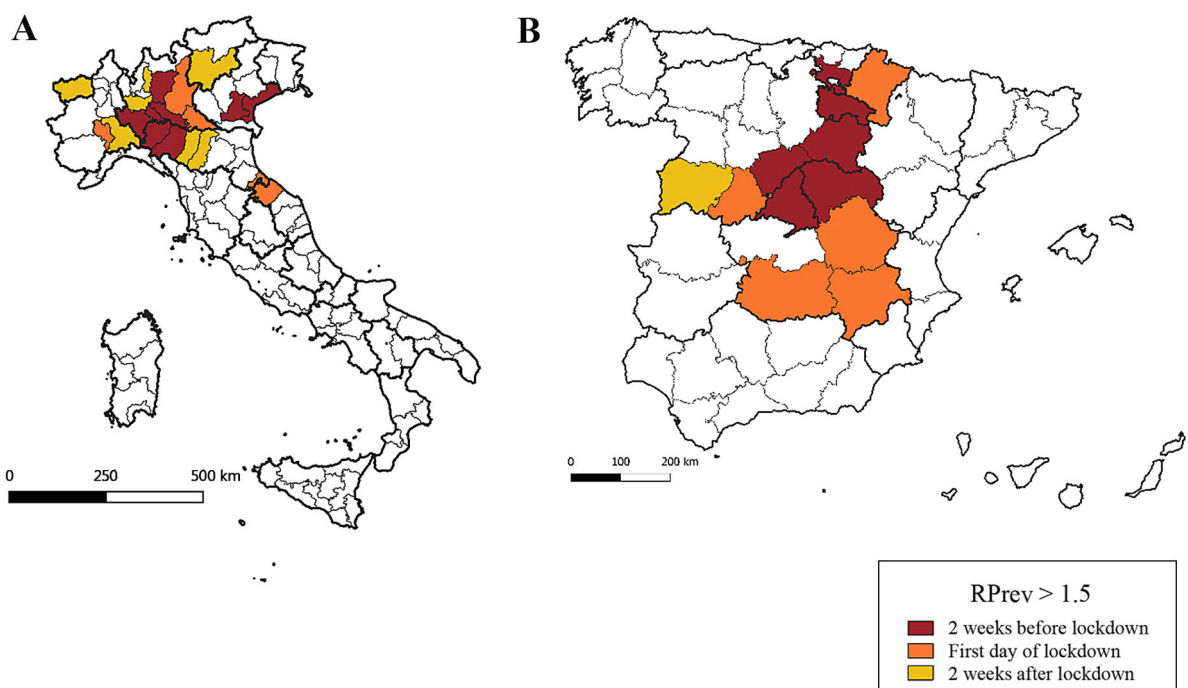 A
B
0 250 500 km
0 100 200 km
RPrev > 1.5
2 weeks before lockdown
First day of lockdown
2 weeks after lockdown